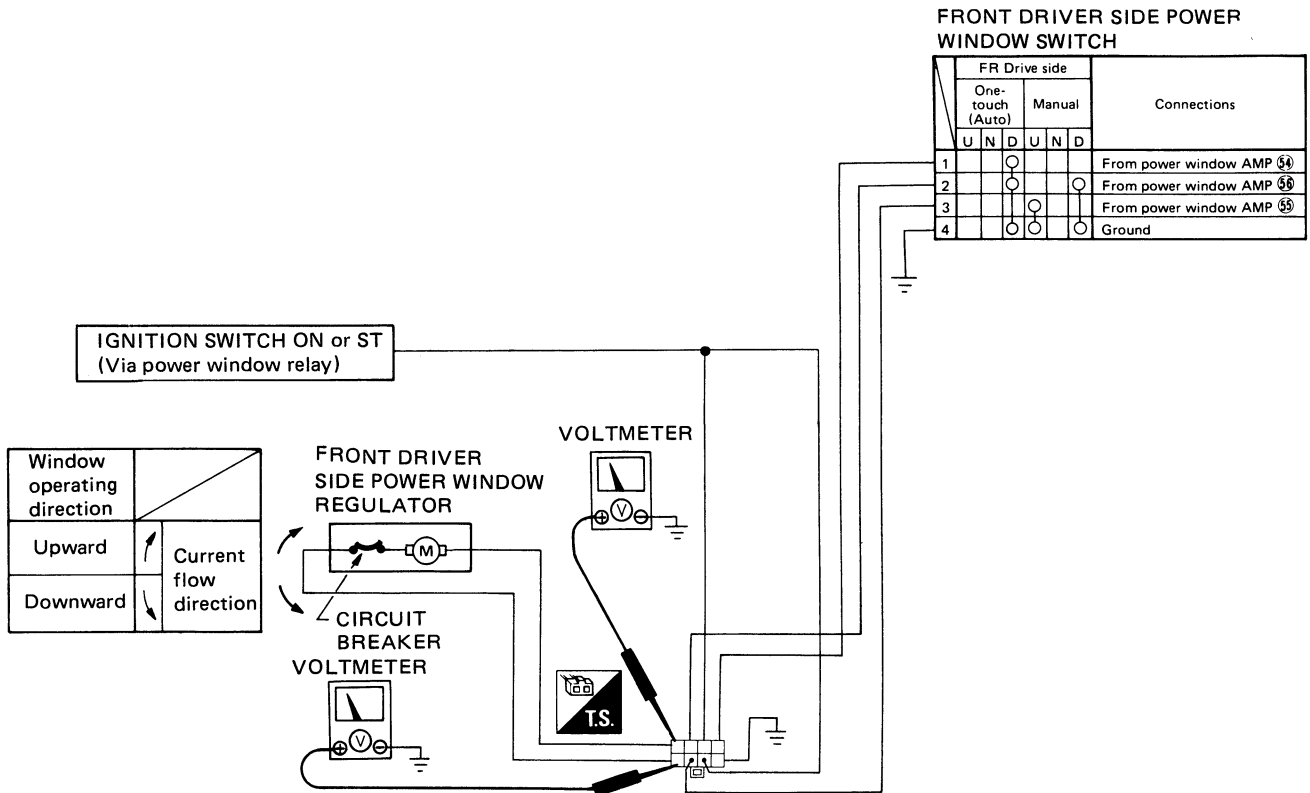 FRONT DRIVER SIDE POWER
WINDOW SWITCH
FR Drive side
One-
touch
(Auto)
Manual
Connections
U N D U N D
1 From power window AMP 54
2 From power window AMP 56
3 From power window AMP 55
4 Ground
IGNITION SWITCH ON or ST
(Via power window relay)
VOLTMETER
V
Window
operating
direction
Upward
Downward
Current
flow
direction
FRONT DRIVER
SIDE POWER WINDOW
REGULATOR
M
CIRCUIT
BREAKER
VOLTMETER
V
T.S.